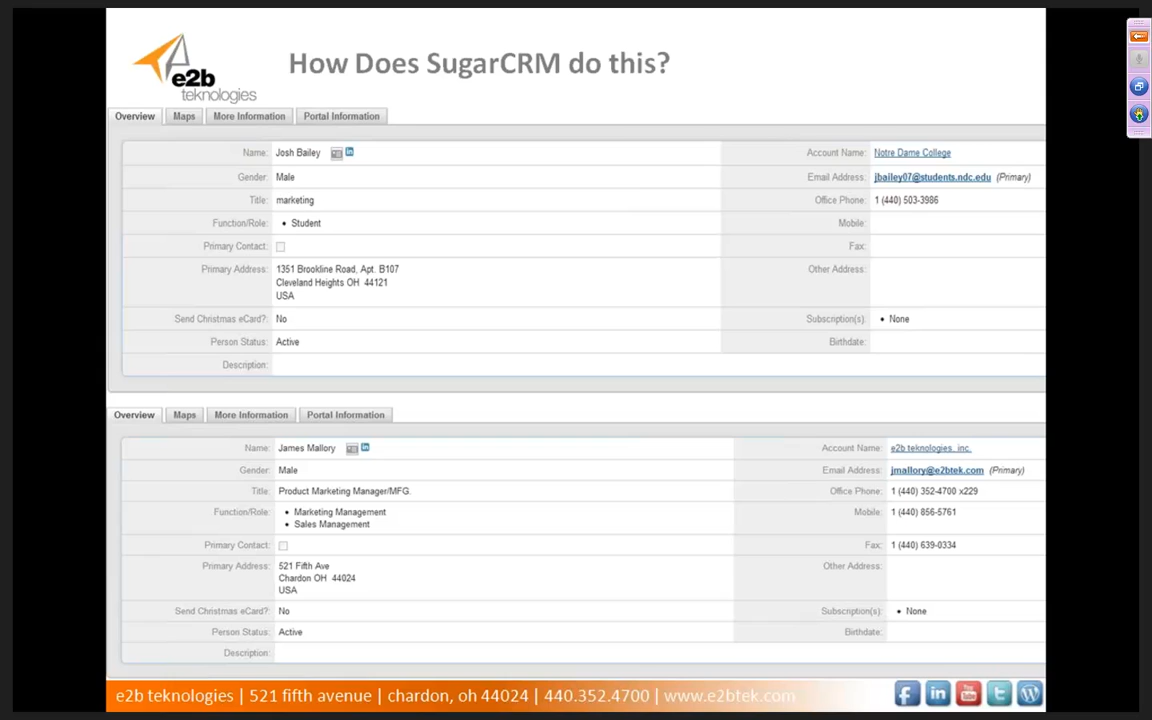 e2b
teknologies
How Does SugarCRM do this?
Overview Maps More Information Portal Information
Name: Josh Bailey in Account Name: Notre Dame College
Gender: Male Email Address: jbailey07@students.ndc.edu (Primary)
Title: marketing Office Phone: 1 (440) 503-3986
Function/Role: • Student Mobile:
Primary Contact: Fax:
Primary Address: 1351 Brookline Road, Apt. B107 Other Address:
Cleveland Heights OH 44121
USA
Send Christmas eCard?: No Subscription(s): • None
Person Status: Active Birthdate:
Description:
Overview Maps More Information Portal Information
Name: James Mallory in Account Name: e2b teknologies, inc.
Gender: Male Email Address: jmallory@e2btek.com (Primary)
Title: Product Marketing Manager/MFG. Office Phone: 1 (440) 352-4700 x229
Function/Role: • Marketing Management Mobile: 1 (440) 856-5761
• Sales Management
Primary Contact: Fax: 1 (440) 639-0334
Primary Address: 521 Fifth Ave Other Address:
Chardon OH 44024
USA
Send Christmas eCard?: No Subscription(s): • None
Person Status: Active Birthdate:
Description:
e2b teknologies | 521 fifth avenue | chardon, oh 44024 | 440.352.4700 | www.e2btek.com